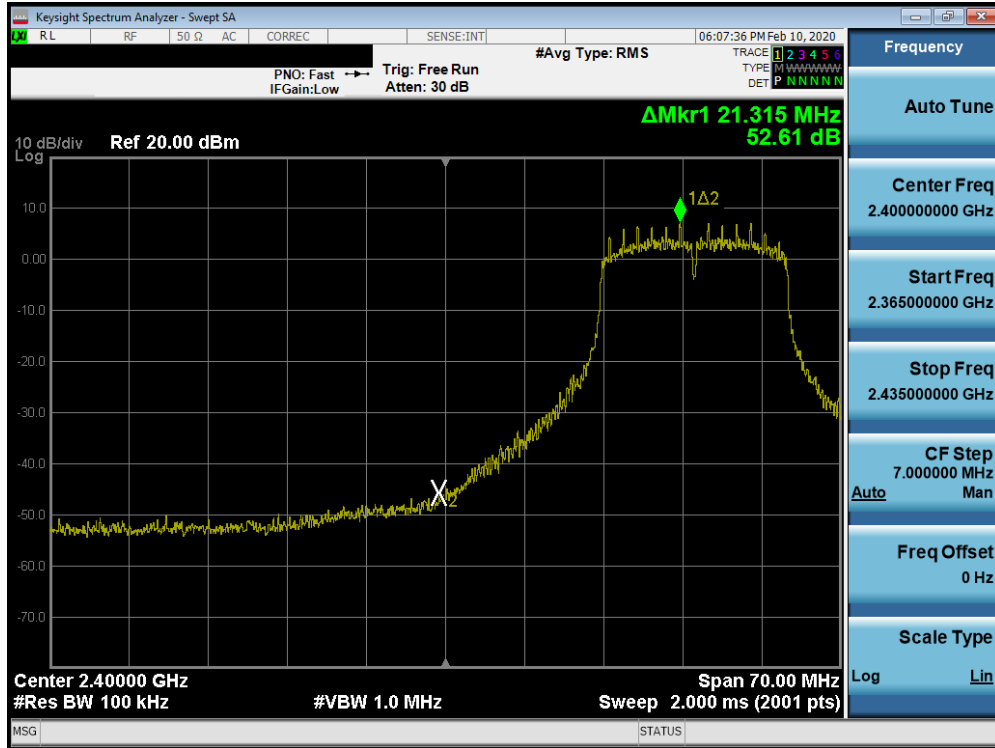 Keysight Spectrum Analyzer - Swept SA
LXI RL RF 50 Ω AC CORREC SENSE:INT 06:07:36 PM Feb 10, 2020
#Avg Type: RMS TRACE 1 2 3 4 5 6
PNO: Fast Trig: Free Run TYPE M WWWWW
IFGain:Low Atten: 30 dB DET P N N N N N
ΔMkr1 21.315 MHz
10 dB/div Ref 20.00 dBm 52.61 dB
Log
1Δ2
10.0
0.00
-10.0
-20.0
-30.0
-40.0
X2
-50.0
-60.0
-70.0
Center 2.40000 GHz Span 70.00 MHz
#Res BW 100 kHz #VBW 1.0 MHz Sweep 2.000 ms (2001 pts)
MSG STATUS
Frequency
Auto Tune
Center Freq
2.400000000 GHz
Start Freq
2.365000000 GHz
Stop Freq
2.435000000 GHz
CF Step
7.000000 MHz
Auto Man
Freq Offset
0 Hz
Scale Type
Log Lin